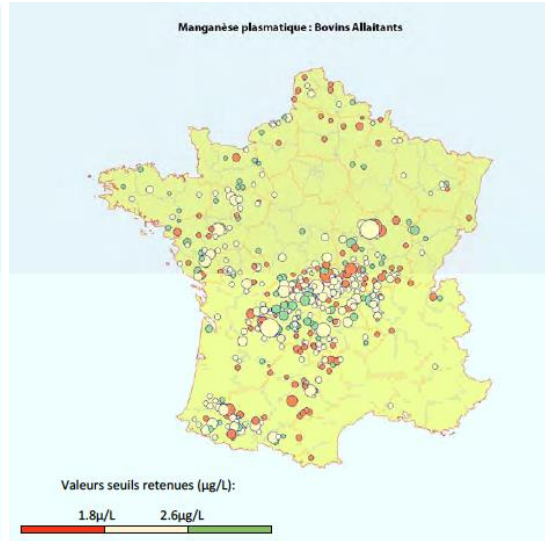 Manganèse plasmatique : Bovins Allaitants
Valeurs seuils retenues (µg/L):
1.8µ/L 2.6µg/L